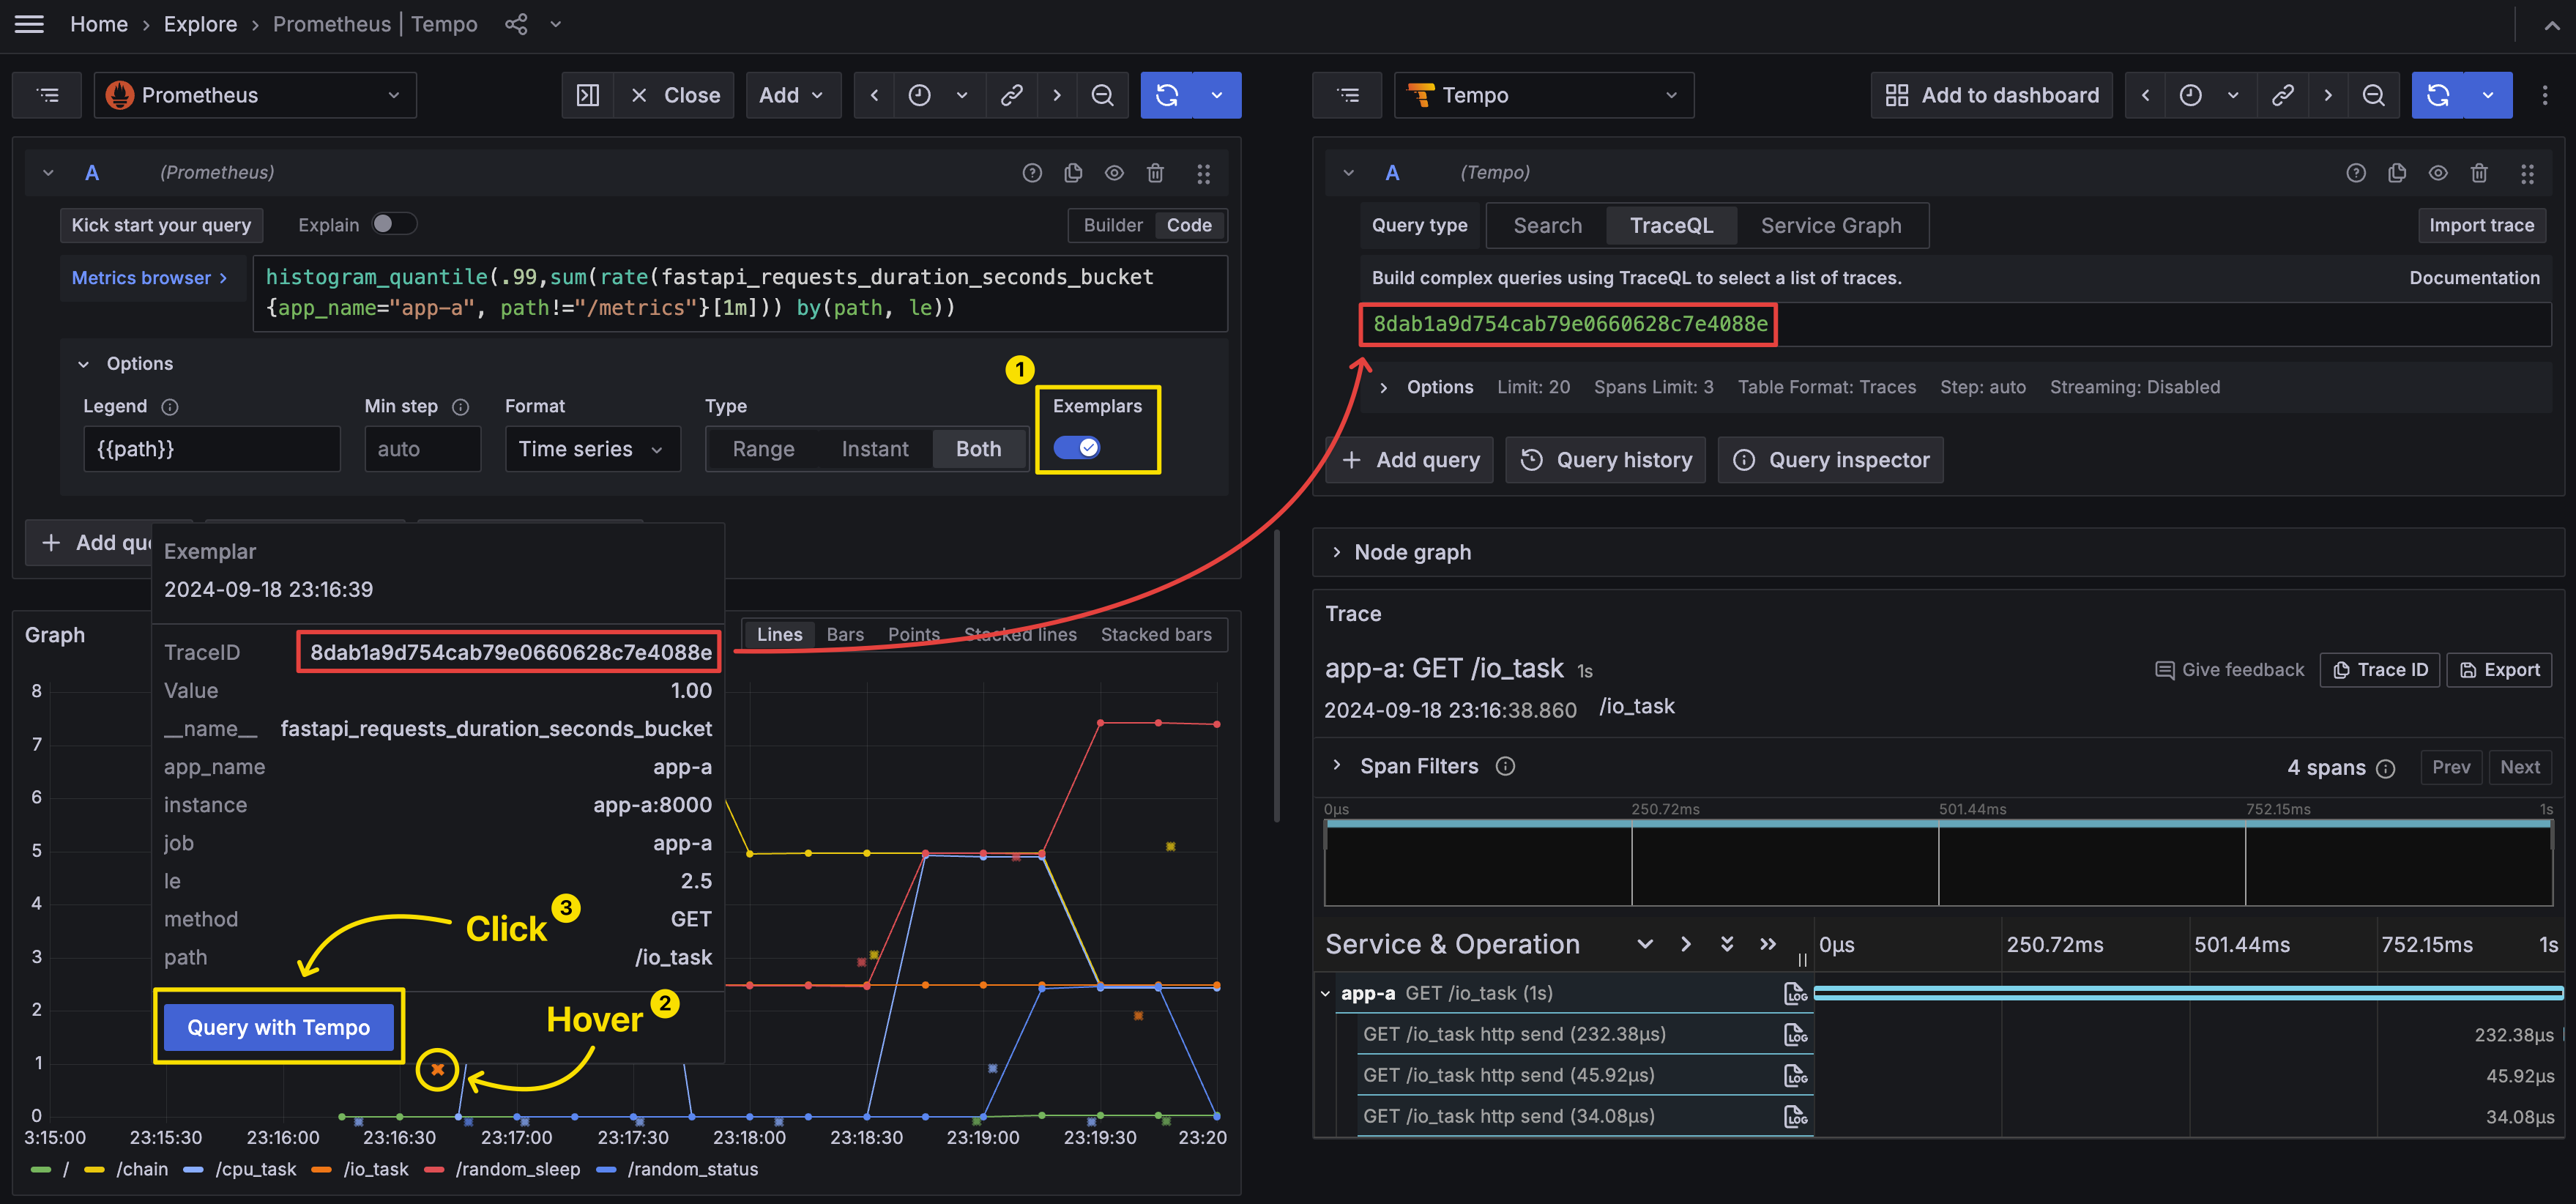 Home › Explore › Prometheus | Tempo
Prometheus
Close
Add
A (Prometheus)
Kick start your query
Explain
Builder
Code
Metrics browser >
histogram_quantile(.99,sum(rate(fastapi_requests_duration_seconds_bucket
{app_name="app-a", path!="/metrics"}[1m])) by(path, le))
Options
1
Legend
Min step
Format
Type
Exemplars
{{path}}
auto
Time series
Range
Instant
Both
+ Add qu
Exemplar
2024-09-18 23:16:39
TraceID 8dab1a9d754cab79e0660628c7e4088e
Value 1.00
__name__ fastapi_requests_duration_seconds_bucket
app_name app-a
instance app-a:8000
job app-a
le 2.5
method GET
path /io_task
Click 3
Query with Tempo
Hover 2
Graph
Lines
Bars
Points
Stacked lines
Stacked bars
8
7
6
5
4
3
2
1
0
3:15:00 23:15:30 23:16:00 23:16:30 23:17:00 23:17:30 23:18:00 23:18:30 23:19:00 23:19:30 23:20
/ /chain /cpu_task /io_task /random_sleep /random_status
Tempo
Add to dashboard
A (Tempo)
Query type
Search
TraceQL
Service Graph
Import trace
Build complex queries using TraceQL to select a list of traces.
Documentation
8dab1a9d754cab79e0660628c7e4088e
Options Limit: 20 Spans Limit: 3 Table Format: Traces Step: auto Streaming: Disabled
+ Add query
Query history
Query inspector
Node graph
Trace
app-a: GET /io_task 1s
Give feedback
Trace ID
Export
2024-09-18 23:16:38.860 /io_task
Span Filters
4 spans
Prev
Next
0μs 250.72ms 501.44ms 752.15ms 1s
Service & Operation
0μs 250.72ms 501.44ms 752.15ms 1s
app-a GET /io_task (1s) LOG
GET /io_task http send (232.38μs) LOG 232.38μs
GET /io_task http send (45.92μs) LOG 45.92μs
GET /io_task http send (34.08μs) LOG 34.08μs